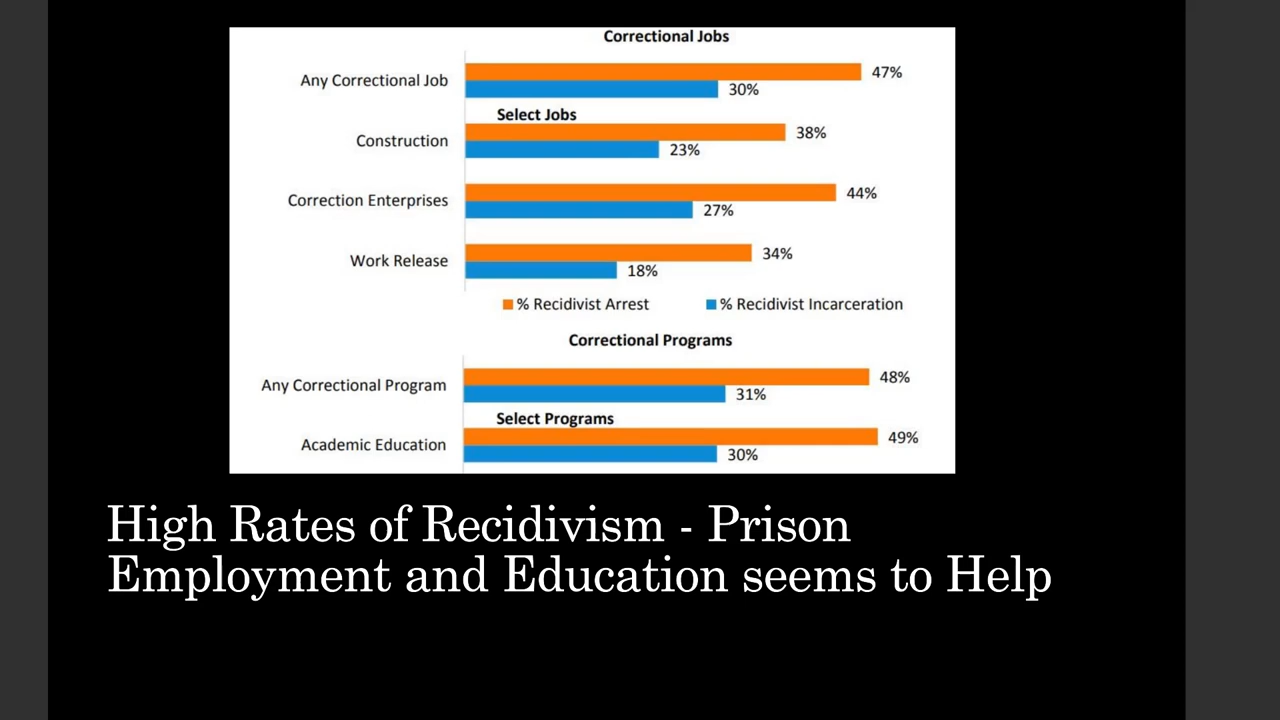 Correctional Jobs
Any Correctional Job
47%
30%
Select Jobs
Construction
38%
23%
Correction Enterprises
44%
27%
Work Release
34%
18%
% Recidivist Arrest
% Recidivist Incarceration
Correctional Programs
Any Correctional Program
48%
31%
Select Programs
Academic Education
49%
30%
High Rates of Recidivism - Prison
Employment and Education seems to Help